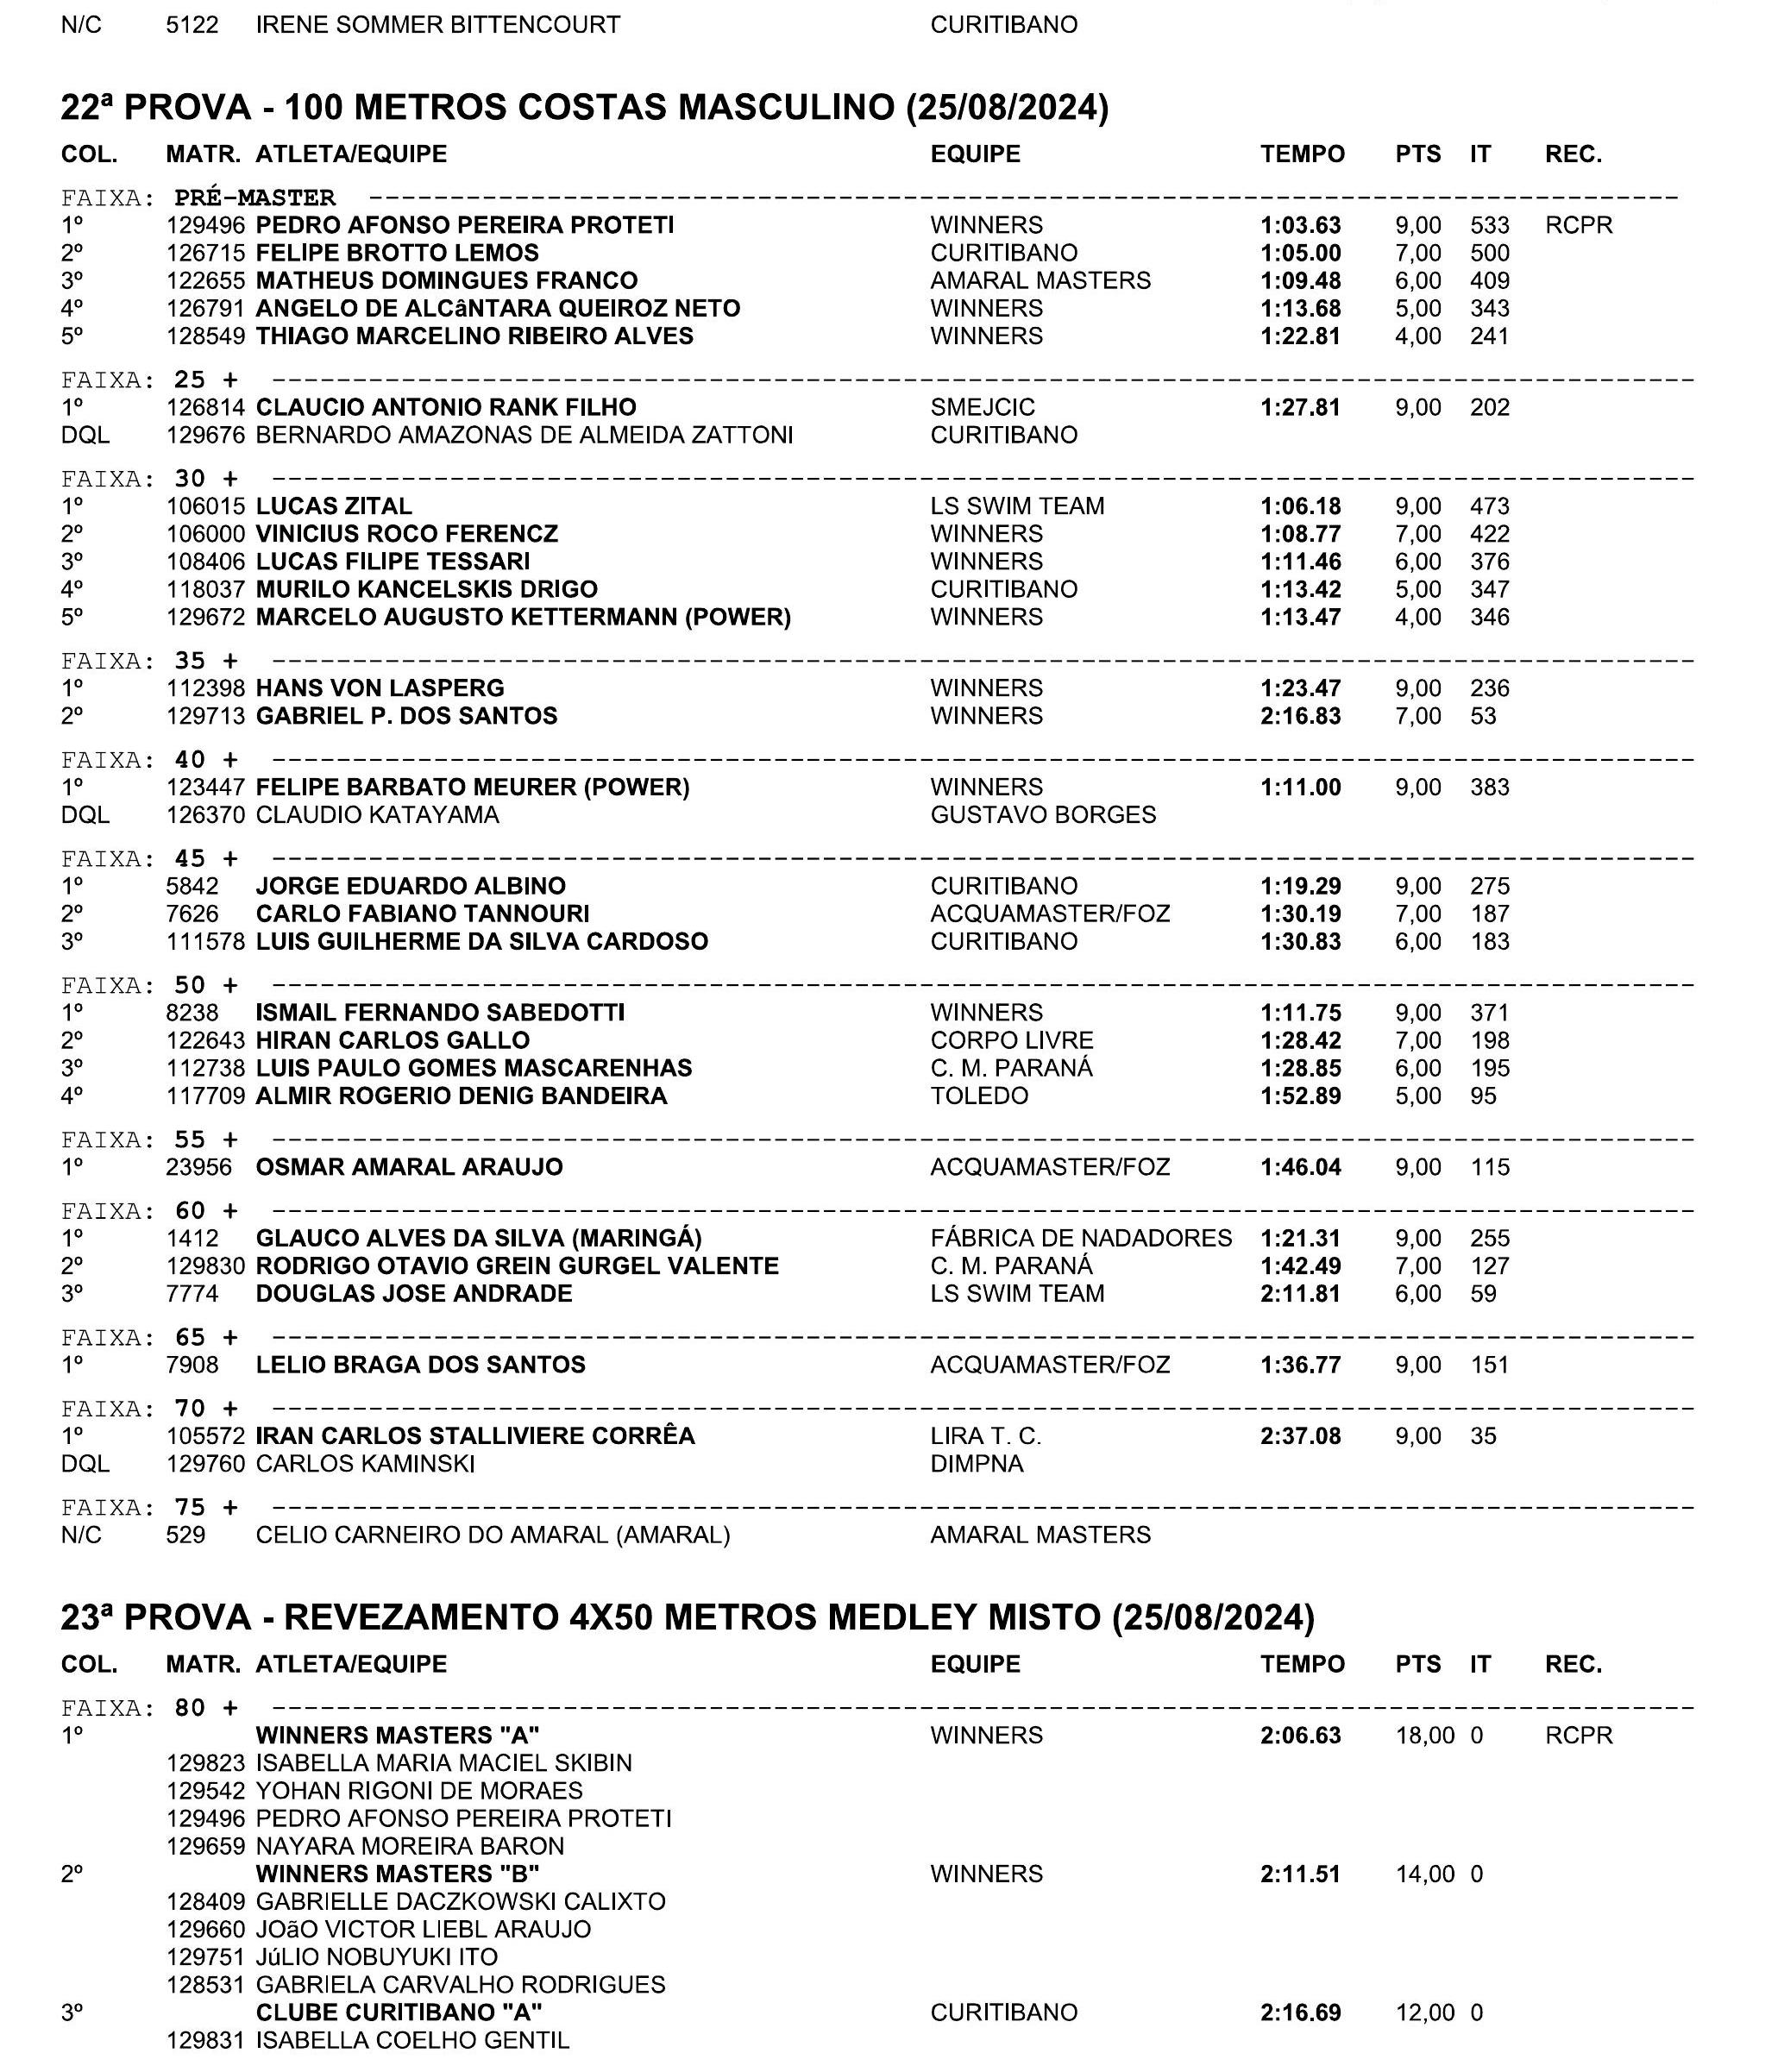 N/C 5122 IRENE SOMMER BITTENCOURT CURITIBANO
22ª PROVA - 100 METROS COSTAS MASCULINO (25/08/2024)
COL. MATR. ATLETA/EQUIPE EQUIPE TEMPO PTS IT REC.
FAIXA: PRÉ-MASTER
1º 129496 PEDRO AFONSO PEREIRA PROTETI WINNERS 1:03.63 9,00 533 RCPR
2º 126715 FELIPE BROTTO LEMOS CURITIBANO 1:05.00 7,00 500
3º 122655 MATHEUS DOMINGUES FRANCO AMARAL MASTERS 1:09.48 6,00 409
4º 126791 ANGELO DE ALCâNTARA QUEIROZ NETO WINNERS 1:13.68 5,00 343
5º 128549 THIAGO MARCELINO RIBEIRO ALVES WINNERS 1:22.81 4,00 241
FAIXA: 25 +
1º 126814 CLAUCIO ANTONIO RANK FILHO SMEJCIC 1:27.81 9,00 202
DQL 129676 BERNARDO AMAZONAS DE ALMEIDA ZATTONI CURITIBANO
FAIXA: 30 +
1º 106015 LUCAS ZITAL LS SWIM TEAM 1:06.18 9,00 473
2º 106000 VINICIUS ROCO FERENCZ WINNERS 1:08.77 7,00 422
3º 108406 LUCAS FILIPE TESSARI WINNERS 1:11.46 6,00 376
4º 118037 MURILO KANCELSKIS DRIGO CURITIBANO 1:13.42 5,00 347
5º 129672 MARCELO AUGUSTO KETTERMANN (POWER) WINNERS 1:13.47 4,00 346
FAIXA: 35 +
1º 112398 HANS VON LASPERG WINNERS 1:23.47 9,00 236
2º 129713 GABRIEL P. DOS SANTOS WINNERS 2:16.83 7,00 53
FAIXA: 40 +
1º 123447 FELIPE BARBATO MEURER (POWER) WINNERS 1:11.00 9,00 383
DQL 126370 CLAUDIO KATAYAMA GUSTAVO BORGES
FAIXA: 45 +
1º 5842 JORGE EDUARDO ALBINO CURITIBANO 1:19.29 9,00 275
2º 7626 CARLO FABIANO TANNOURI ACQUAMASTER/FOZ 1:30.19 7,00 187
3º 111578 LUIS GUILHERME DA SILVA CARDOSO CURITIBANO 1:30.83 6,00 183
FAIXA: 50 +
1º 8238 ISMAIL FERNANDO SABEDOTTI WINNERS 1:11.75 9,00 371
2º 122643 HIRAN CARLOS GALLO CORPO LIVRE 1:28.42 7,00 198
3º 112738 LUIS PAULO GOMES MASCARENHAS C. M. PARANÁ 1:28.85 6,00 195
4º 117709 ALMIR ROGERIO DENIG BANDEIRA TOLEDO 1:52.89 5,00 95
FAIXA: 55 +
1º 23956 OSMAR AMARAL ARAUJO ACQUAMASTER/FOZ 1:46.04 9,00 115
FAIXA: 60 +
1º 1412 GLAUCO ALVES DA SILVA (MARINGÁ) FÁBRICA DE NADADORES 1:21.31 9,00 255
2º 129830 RODRIGO OTAVIO GREIN GURGEL VALENTE C. M. PARANÁ 1:42.49 7,00 127
3º 7774 DOUGLAS JOSE ANDRADE LS SWIM TEAM 2:11.81 6,00 59
FAIXA: 65 +
1º 7908 LELIO BRAGA DOS SANTOS ACQUAMASTER/FOZ 1:36.77 9,00 151
FAIXA: 70 +
1º 105572 IRAN CARLOS STALLIVIERE CORRÊA LIRA T. C. 2:37.08 9,00 35
DQL 129760 CARLOS KAMINSKI DIMPNA
FAIXA: 75 +
N/C 529 CELIO CARNEIRO DO AMARAL (AMARAL) AMARAL MASTERS
23ª PROVA - REVEZAMENTO 4X50 METROS MEDLEY MISTO (25/08/2024)
COL. MATR. ATLETA/EQUIPE EQUIPE TEMPO PTS IT REC.
FAIXA: 80 +
1º WINNERS MASTERS "A" WINNERS 2:06.63 18,00 0 RCPR
129823 ISABELLA MARIA MACIEL SKIBIN
129542 YOHAN RIGONI DE MORAES
129496 PEDRO AFONSO PEREIRA PROTETI
129659 NAYARA MOREIRA BARON
2º WINNERS MASTERS "B" WINNERS 2:11.51 14,00 0
128409 GABRIELLE DACZKOWSKI CALIXTO
129660 JOãO VICTOR LIEBL ARAUJO
129751 JúLIO NOBUYUKI ITO
128531 GABRIELA CARVALHO RODRIGUES
3º CLUBE CURITIBANO "A" CURITIBANO 2:16.69 12,00 0
129831 ISABELLA COELHO GENTIL